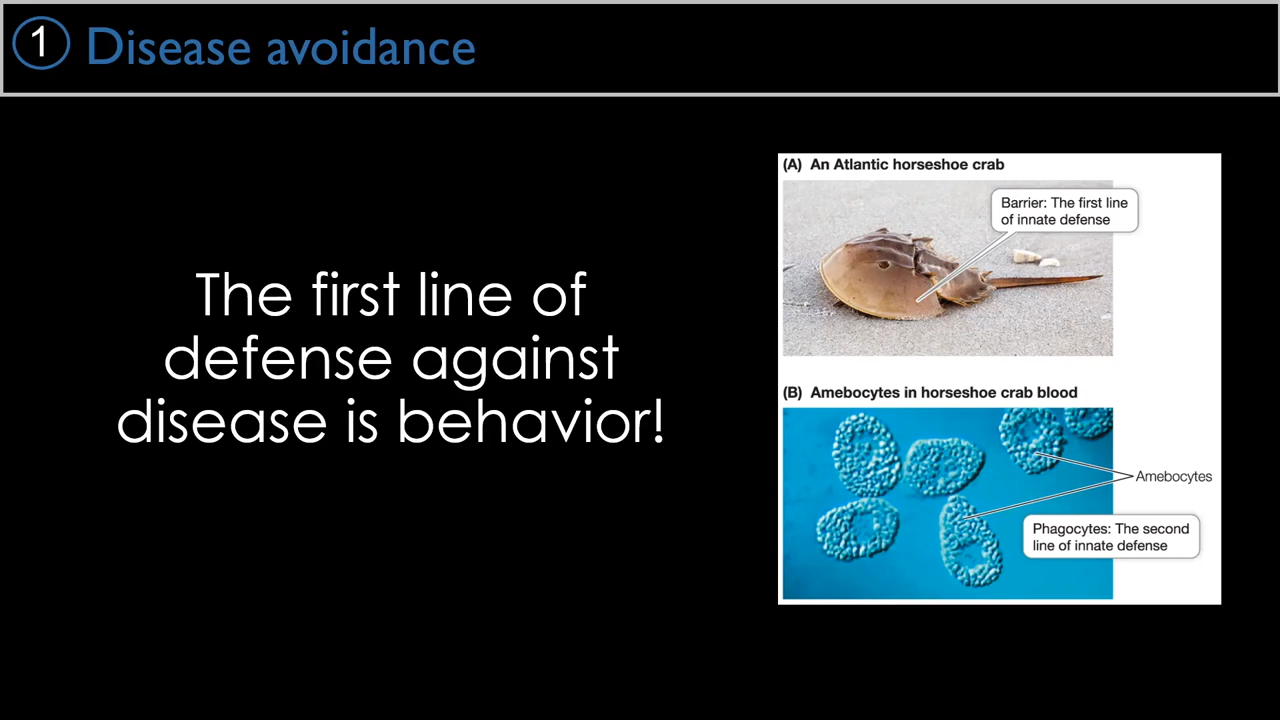 1 Disease avoidance
The first line of
defense against
disease is behavior!
(A) An Atlantic horseshoe crab
Barrier: The first line
of innate defense
(B) Amebocytes in horseshoe crab blood
Amebocytes
Phagocytes: The second
line of innate defense